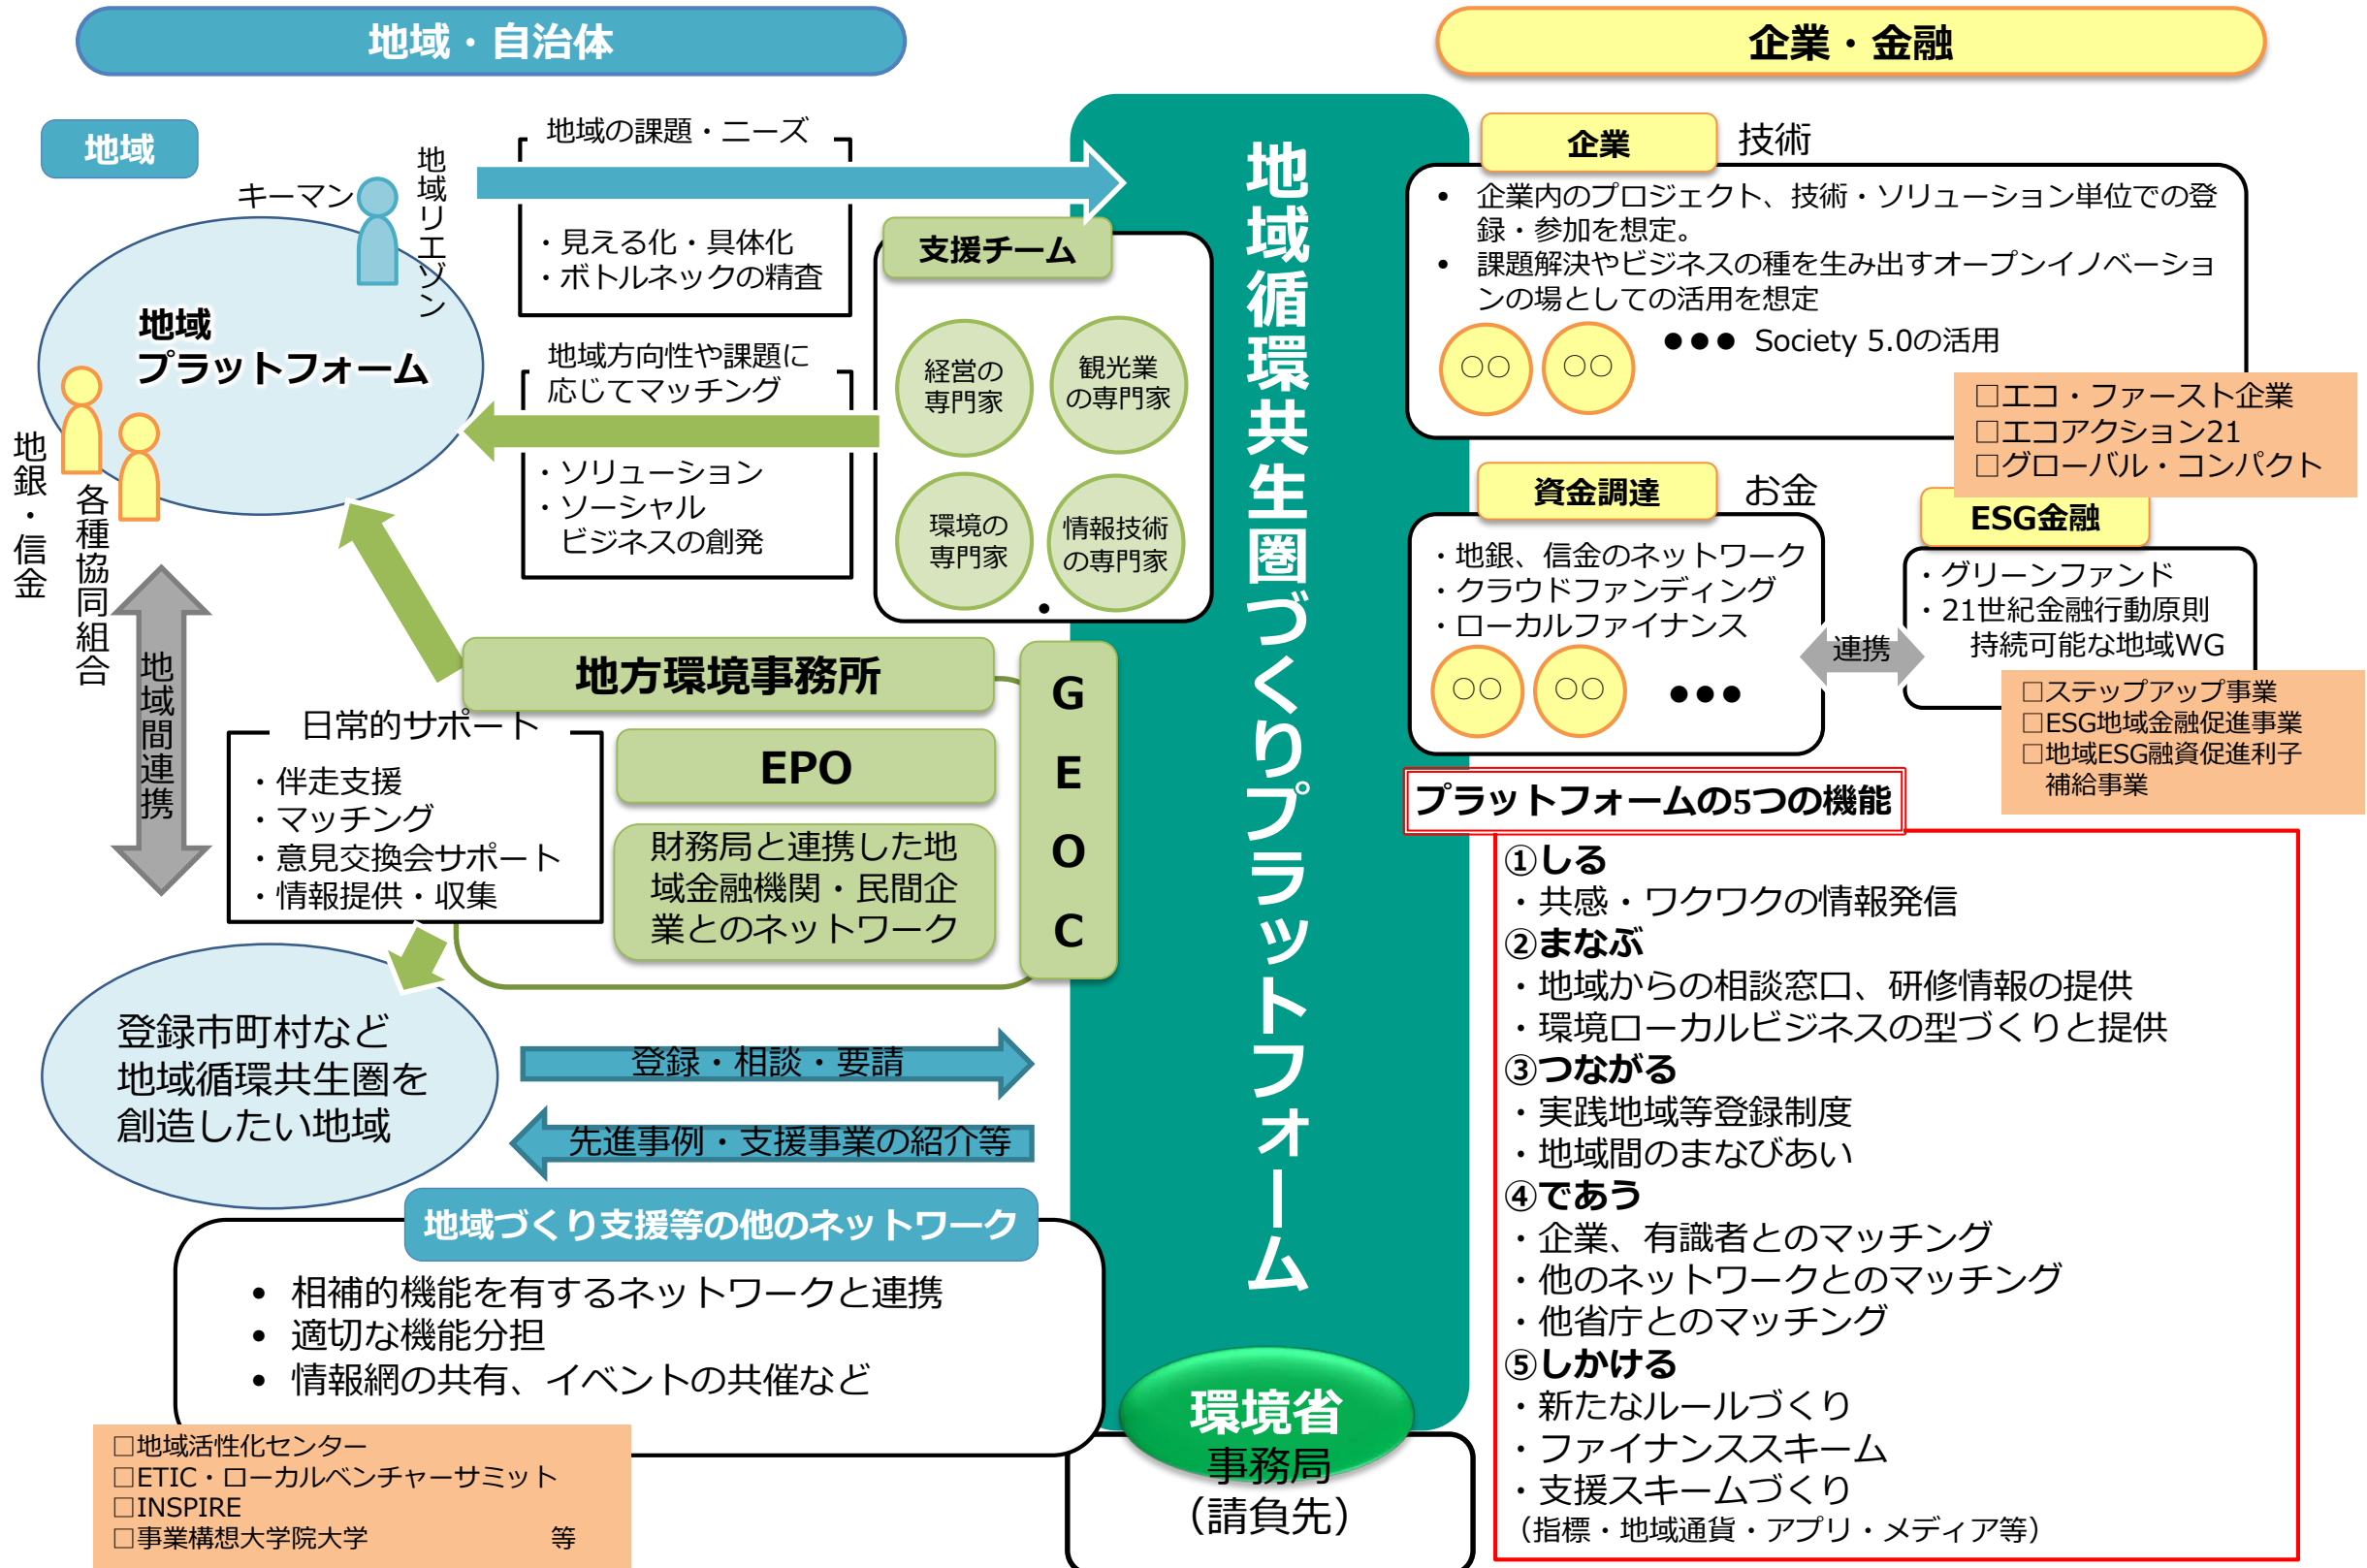 地域・自治体
企業・金融
地域
キーマン
地域リエゾン
地域
プラットフォーム
地銀・信金
各種協同組合
地域間連携
地域の課題・ニーズ
・見える化・具体化
・ボトルネックの精査
地域方向性や課題に
応じてマッチング
・ソリューション
・ソーシャル
ビジネスの創発
支援チーム
経営の
専門家
観光業
の専門家
環境の
専門家
情報技術
の専門家
•
地方環境事務所
EPO
財務局と連携した地
域金融機関・民間企
業とのネットワーク
G
E
O
C
日常的サポート
・伴走支援
・マッチング
・意見交換会サポート
・情報提供・収集
登録市町村など
地域循環共生圏を
創造したい地域
登録・相談・要請
先進事例・支援事業の紹介等
地域づくり支援等の他のネットワーク
• 相補的機能を有するネットワークと連携
• 適切な機能分担
• 情報網の共有、イベントの共催など
□地域活性化センター
□ETIC・ローカルベンチャーサミット
□INSPIRE
□事業構想大学院大学　　　　　　　等
地域循環共生圏づくりプラットフォーム
環境省
事務局
（請負先）
企業
技術
• 企業内のプロジェクト、技術・ソリューション単位での登
録・参加を想定。
• 課題解決やビジネスの種を生み出すオープンイノベーショ
ンの場としての活用を想定
○○
○○
●●● Society 5.0の活用
□エコ・ファースト企業
□エコアクション21
□グローバル・コンパクト
資金調達
お金
・地銀、信金のネットワーク
・クラウドファンディング
・ローカルファイナンス
○○
○○
●●●
連携
ESG金融
・グリーンファンド
・21世紀金融行動原則
持続可能な地域WG
□ステップアップ事業
□ESG地域金融促進事業
□地域ESG融資促進利子
補給事業
プラットフォームの5つの機能
①しる
・共感・ワクワクの情報発信
②まなぶ
・地域からの相談窓口、研修情報の提供
・環境ローカルビジネスの型づくりと提供
③つながる
・実践地域等登録制度
・地域間のまなびあい
④であう
・企業、有識者とのマッチング
・他のネットワークとのマッチング
・他省庁とのマッチング
⑤しかける
・新たなルールづくり
・ファイナンススキーム
・支援スキームづくり
（指標・地域通貨・アプリ・メディア等）